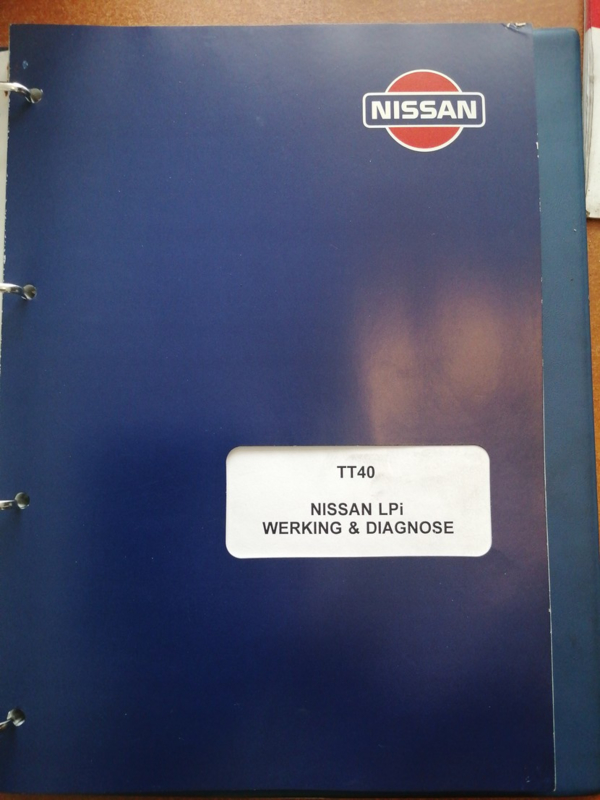 NISSAN
TT40
NISSAN LPi
WERKING & DIAGNOSE